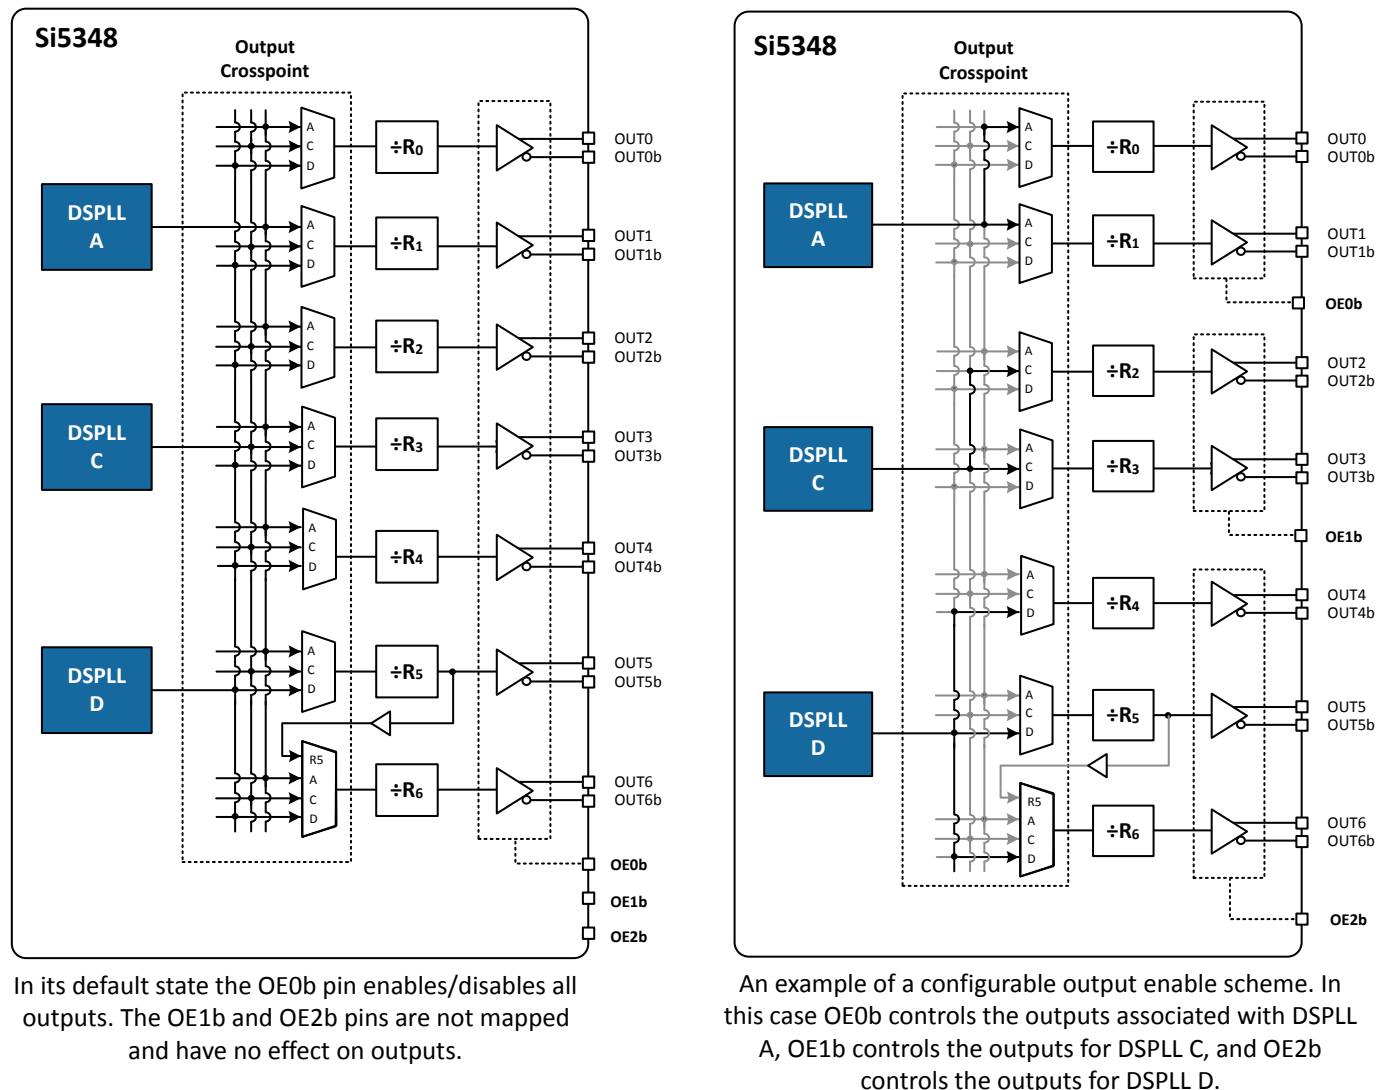 Si5348
Output
Crosspoint
A
C
D
÷R0
OUT0
OUT0b
DSPLL
A
A
C
D
÷R1
OUT1
OUT1b
A
C
D
÷R2
OUT2
OUT2b
DSPLL
C
A
C
D
÷R3
OUT3
OUT3b
A
C
D
÷R4
OUT4
OUT4b
DSPLL
D
A
C
D
÷R5
OUT5
OUT5b
R5
A
C
D
÷R6
OUT6
OUT6b
OE0b
OE1b
OE2b
In its default state the OE0b pin enables/disables all
outputs. The OE1b and OE2b pins are not mapped
and have no effect on outputs.
Si5348
Output
Crosspoint
A
C
D
÷R0
OUT0
OUT0b
DSPLL
A
A
C
D
÷R1
OUT1
OUT1b
OE0b
A
C
D
÷R2
OUT2
OUT2b
DSPLL
C
A
C
D
÷R3
OUT3
OUT3b
OE1b
A
C
D
÷R4
OUT4
OUT4b
DSPLL
D
A
C
D
÷R5
OUT5
OUT5b
R5
A
C
D
÷R6
OUT6
OUT6b
OE2b
An example of a configurable output enable scheme. In
this case OE0b controls the outputs associated with DSPLL
A, OE1b controls the outputs for DSPLL C, and OE2b
controls the outputs for DSPLL D.